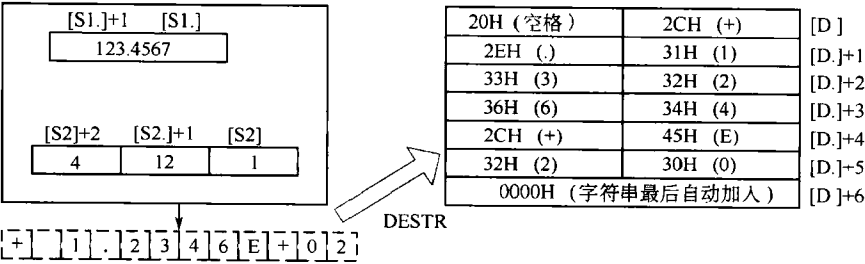 [S1.]+1 [S1.]
123.4567
[S2]+2 [S2.]+1 [S2]
4 12 1
+ 1 . 2 3 4 6 E + 0 2
DESTR
20H (空格) 2CH (+) [D ]
2EH (.) 31H (1) [D.]+1
33H (3) 32H (2) [D.]+2
36H (6) 34H (4) [D.]+3
2CH (+) 45H (E) [D.]+4
32H (2) 30H (0) [D.]+5
0000H (字符串最后自动加入) [D ]+6